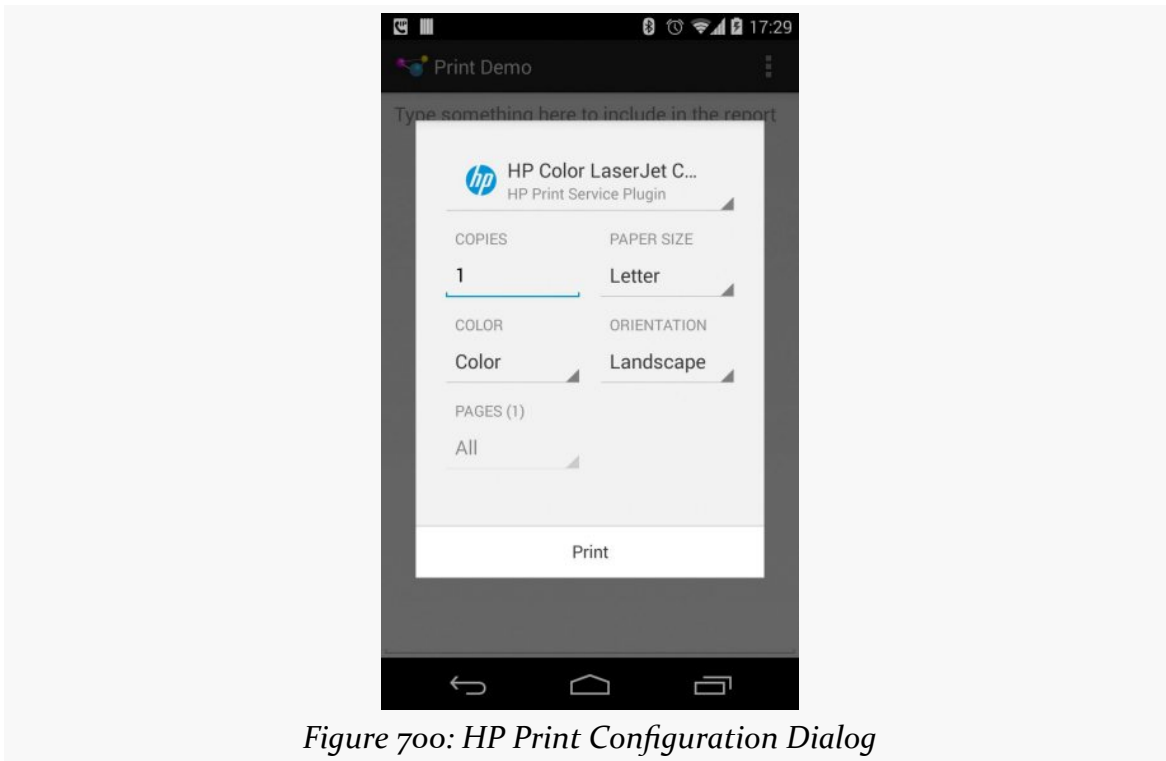 17:29
Print Demo
Type something here to include in the report
hp
HP Color LaserJet C...
HP Print Service Plugin
COPIES PAPER SIZE
1 Letter
COLOR ORIENTATION
Color Landscape
PAGES (1)
All
Print
Figure 700: HP Print Configuration Dialog